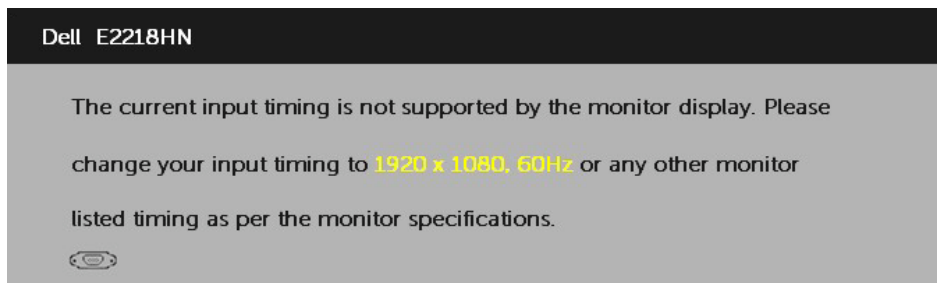 Dell E2218HN
The current input timing is not supported by the monitor display. Please
change your input timing to 1920 x 1080, 60Hz or any other monitor
listed timing as per the monitor specifications.